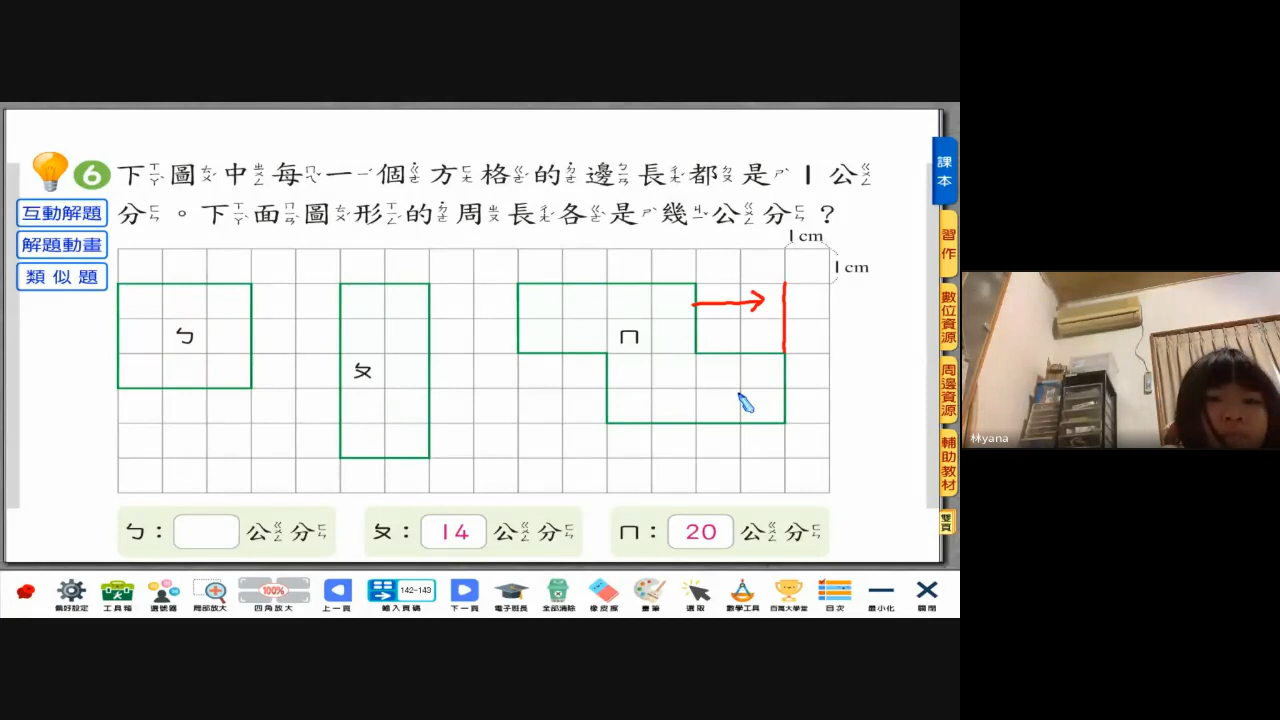 6 下圖中每一個方格的邊長都是1公
分。下面圖形的周長各是幾公分？
互動解題
解題動畫
類似題
1 cm
1 cm
ㄅ
ㄆ
ㄇ
ㄅ： 公分
ㄆ：14 公分
ㄇ：20 公分
課本
習作
數位資源
周邊資源
輔助教材
雙頁
林yana
偏好設定
工具箱
選號器
局部放大
100%
四角放大
上一頁
142-143
輸入頁碼
下一頁
電子班長
全部清除
橡皮擦
畫筆
選取
數學工具
百萬大學堂
目次
最小化
關閉